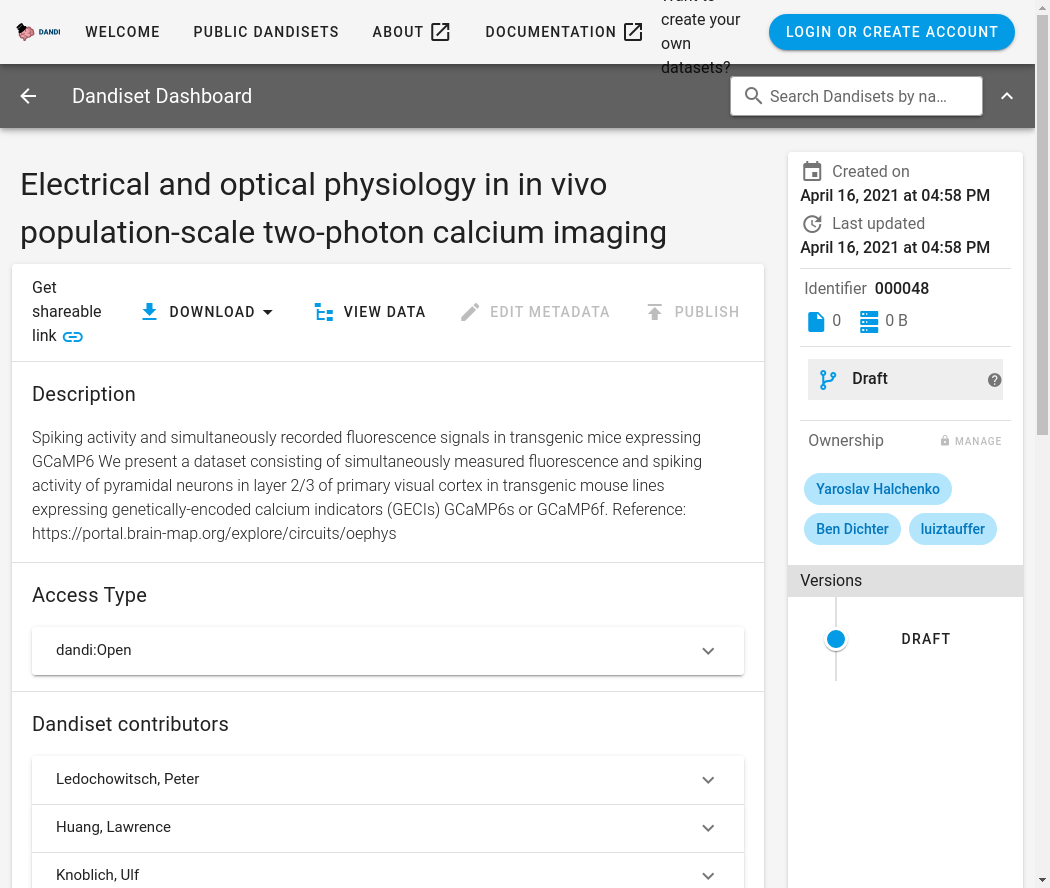 DANDI
WELCOME
PUBLIC DANDISETS
ABOUT
DOCUMENTATION
create your
own
datasets?
LOGIN OR CREATE ACCOUNT
Dandiset Dashboard
Search Dandisets by na...
Electrical and optical physiology in in vivo
population-scale two-photon calcium imaging
Get
shareable
link
DOWNLOAD
VIEW DATA
EDIT METADATA
PUBLISH
Description
Spiking activity and simultaneously recorded fluorescence signals in transgenic mice expressing
GCaMP6 We present a dataset consisting of simultaneously measured fluorescence and spiking
activity of pyramidal neurons in layer 2/3 of primary visual cortex in transgenic mouse lines
expressing genetically-encoded calcium indicators (GECIs) GCaMP6s or GCaMP6f. Reference:
https://portal.brain-map.org/explore/circuits/oephys
Access Type
dandi:Open
Dandiset contributors
Ledochowitsch, Peter
Huang, Lawrence
Knoblich, Ulf
Created on
April 16, 2021 at 04:58 PM
Last updated
April 16, 2021 at 04:58 PM
Identifier 000048
0
0 B
Draft
Ownership
MANAGE
Yaroslav Halchenko
Ben Dichter
luiztauffer
Versions
DRAFT